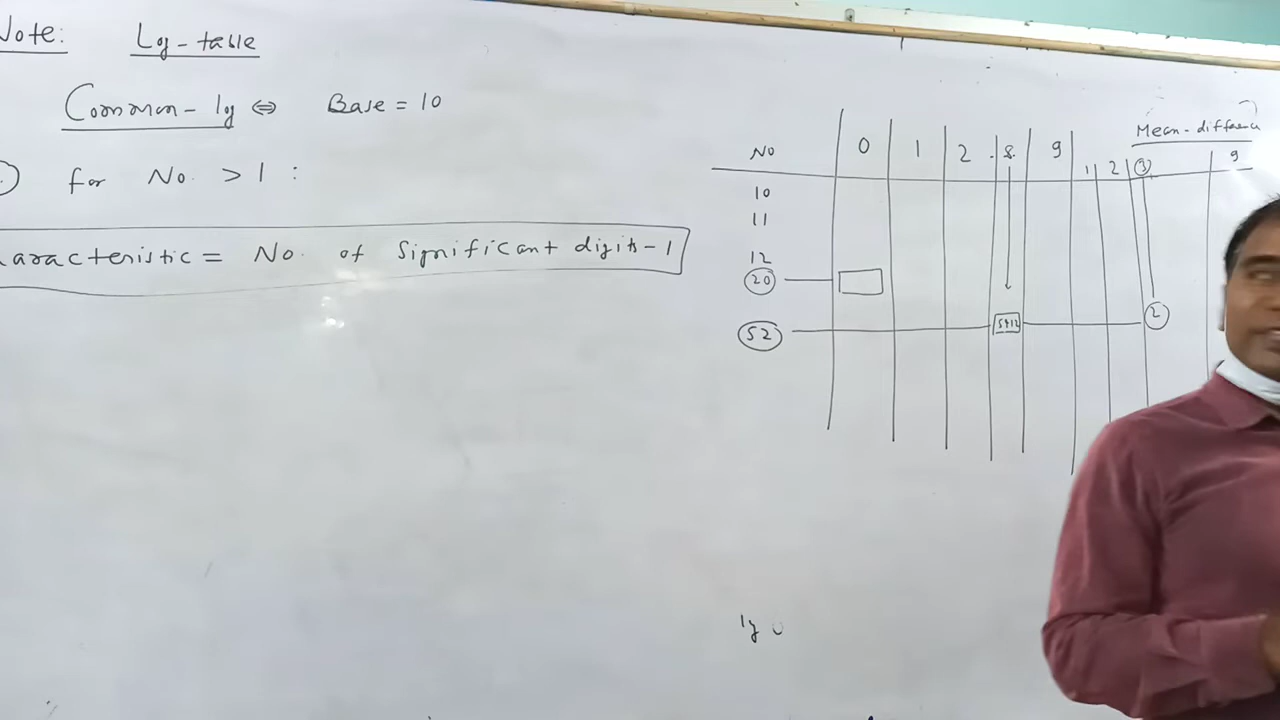 Note:
Log-table
Common-log ⇔ Base = 10
for No. > 1 :
Characteristic = No. of Significant digits-1
Mean-difference
No 0 1 2 8 9 1 2 3 9
10
11
12
20
52 5412 2
log